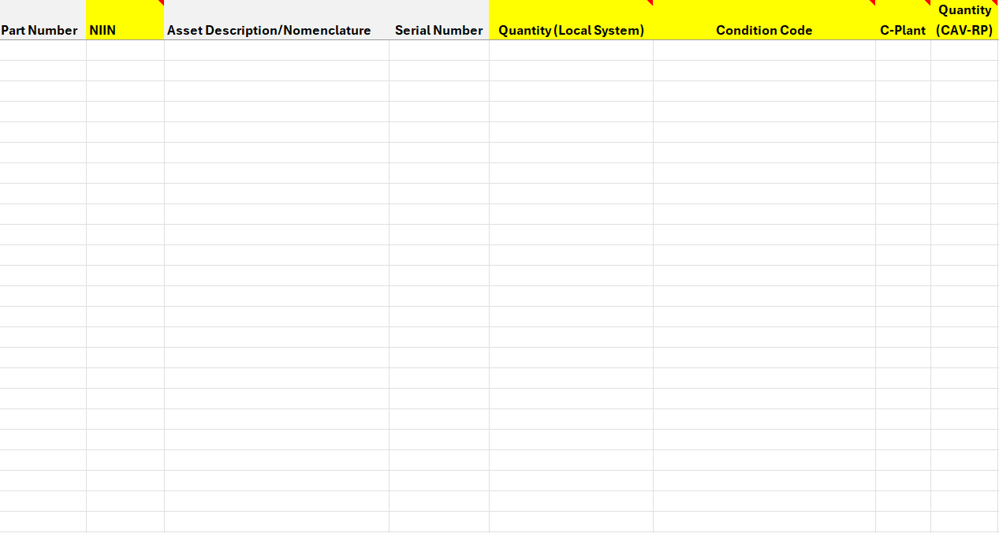 Part Number NIIN Asset Description/Nomenclature Serial Number Quantity (Local System) Condition Code C-Plant Quantity
(CAV-RP)